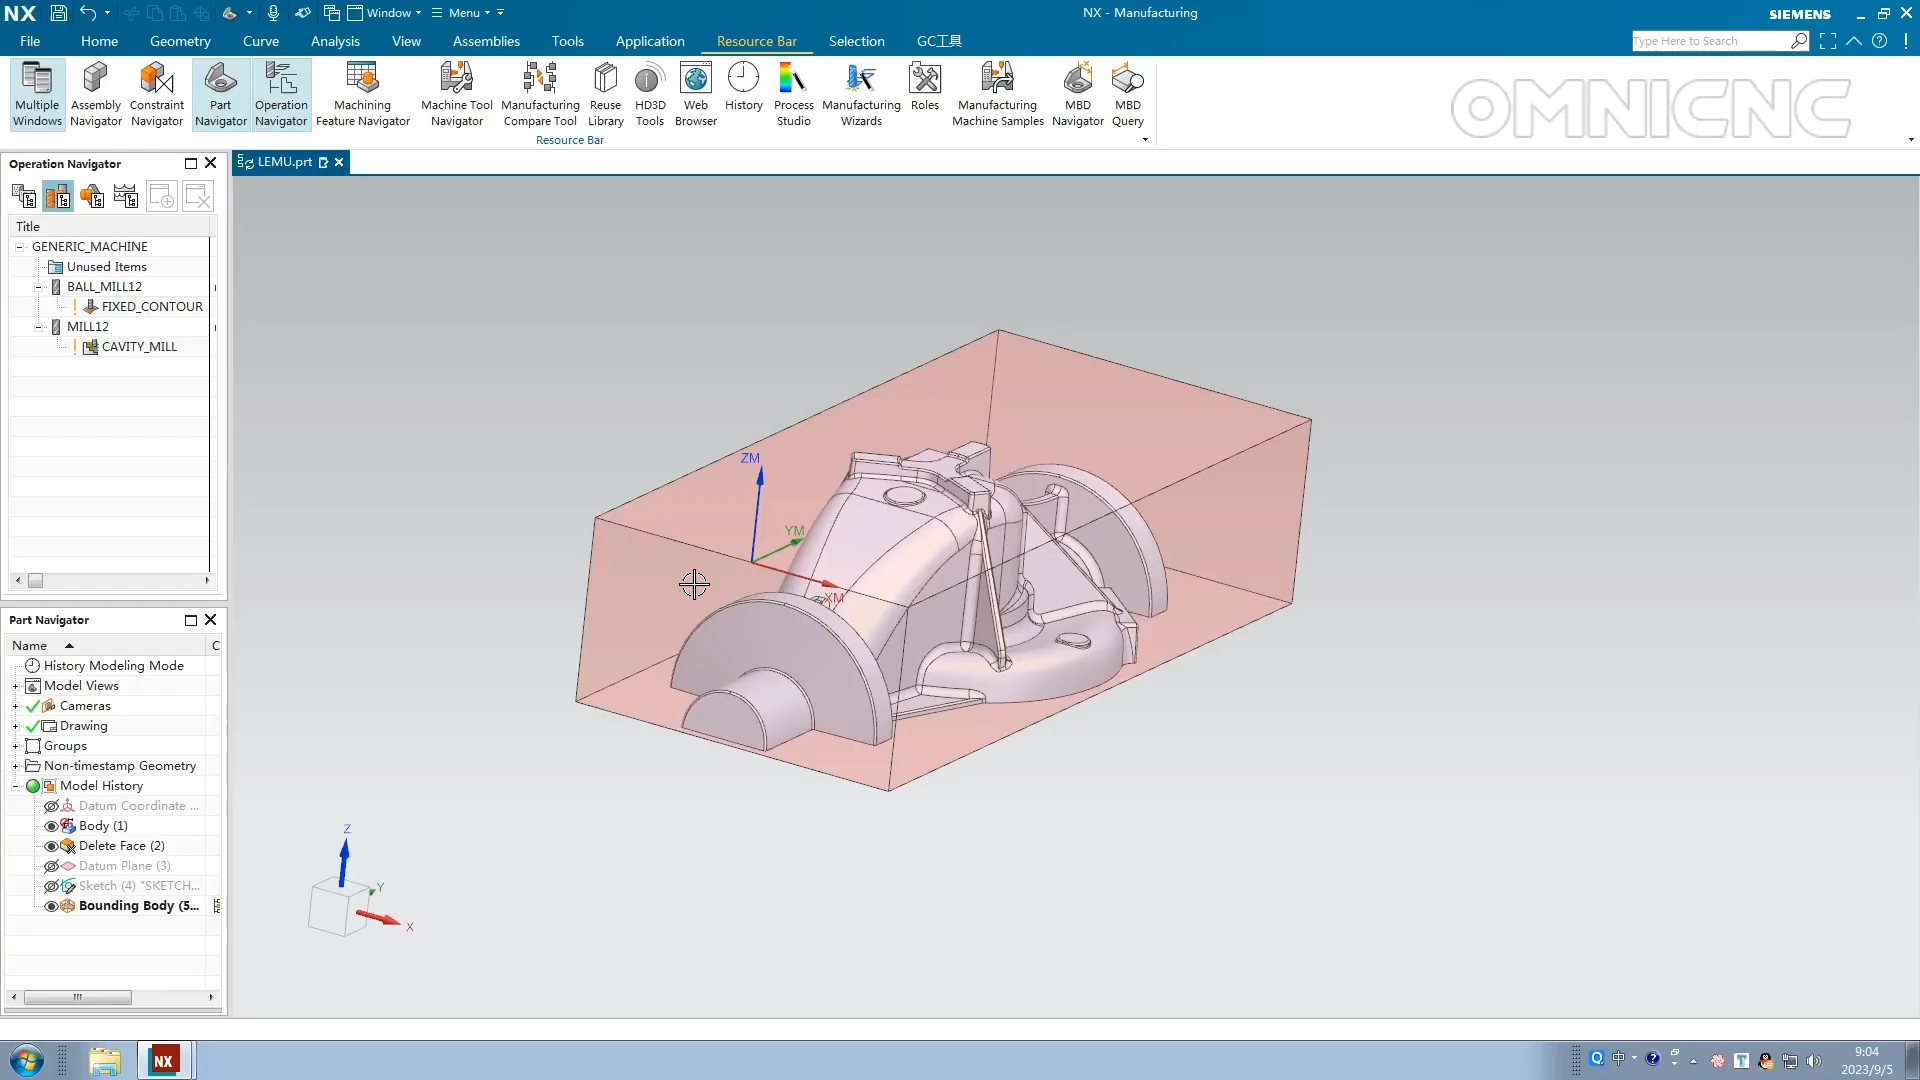 NX
Window
Menu
NX - Manufacturing
SIEMENS
File
Home
Geometry
Curve
Analysis
View
Assemblies
Tools
Application
Resource Bar
Selection
GC工具
Type Here to Search
Multiple
Windows
Assembly
Navigator
Constraint
Navigator
Part
Navigator
Operation
Navigator
Machining
Feature Navigator
Machine Tool
Navigator
Manufacturing
Compare Tool
Reuse
Library
HD3D
Tools
Web
Browser
History
Process
Studio
Manufacturing
Wizards
Roles
Manufacturing
Machine Samples
MBD
Navigator
MBD
Query
Resource Bar
OMNICNC
Operation Navigator
LEMU.prt
Title
GENERIC_MACHINE
Unused Items
BALL_MILL12
FIXED_CONTOUR
MILL12
CAVITY_MILL
Part Navigator
Name
C
History Modeling Mode
Model Views
Cameras
Drawing
Groups
Non-timestamp Geometry
Model History
Datum Coordinate ...
Body (1)
Delete Face (2)
Datum Plane (3)
Sketch (4) "SKETCH...
Bounding Body (5...
ZM
YM
XM
Z
Y
X
NX
中
9:04
2023/9/5